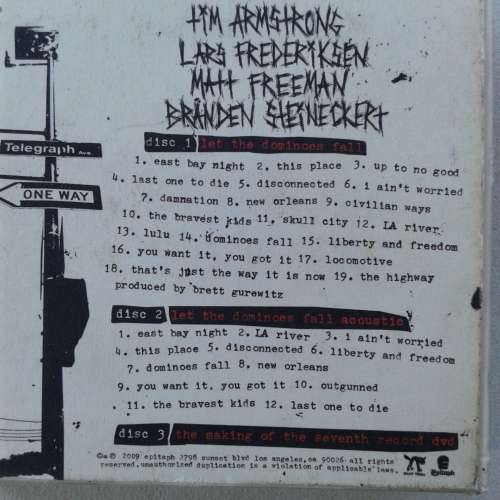 TIM ARMSTRONG
LARS FREDERIKSEN
MATT FREEMAN
BRANDEN STEINECKERT
Telegraph Ave.
ONE WAY
disc 1 let the dominoes fall
1. east bay night 2. this place 3. up to no good
4. last one to die 5. disconnected 6. i ain't worried
7. damnation 8. new orleans 9. civilian ways
10. the bravest kids 11. skull city 12. LA river
13. lulu 14. dominoes fall 15. liberty and freedom
16. you want it, you got it 17. locomotive
18. that's just the way it is now 19. the highway
produced by brett gurewitz
disc 2 let the dominoes fall acoustic
1. east bay night 2. LA river 3. i ain't worried
4. this place 5. disconnected 6. liberty and freedom
7. dominoes fall 8. new orleans
9. you want it, you got it 10. outgunned
11. the bravest kids 12. last one to die
disc 3 the making of the seventh record dvd
©℗ 2009 epitaph 2798 sunset blvd los angeles, ca 90026. all rights
reserved. unauthorized duplication is a violation of applicable laws.
Epitaph